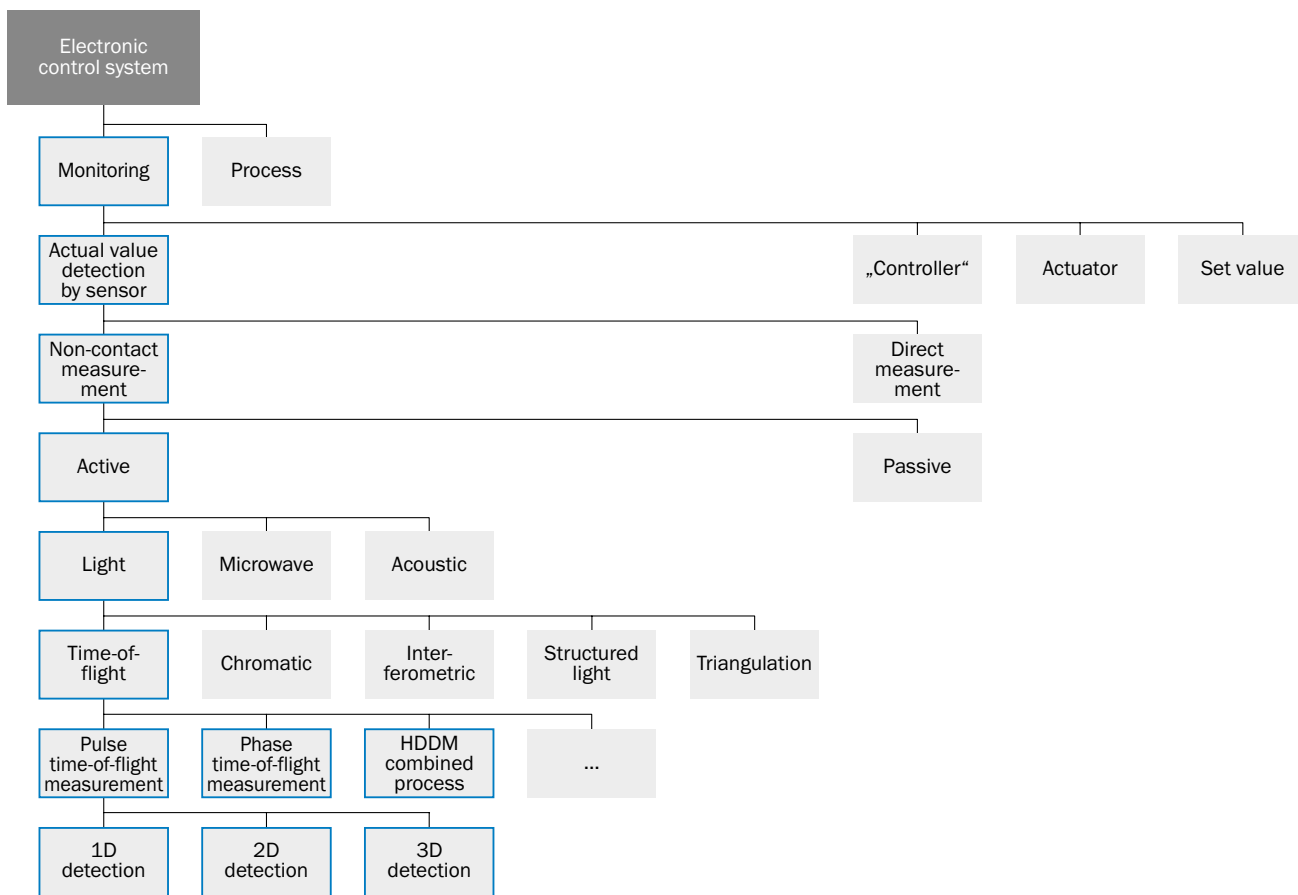 Electronic
control system
Monitoring
Process
Actual value
detection
by sensor
„Controller“
Actuator
Set value
Non-contact
measure-
ment
Direct
measure-
ment
Active
Passive
Light
Microwave
Acoustic
Time-of-
flight
Chromatic
Inter-
ferometric
Structured
light
Triangulation
Pulse
time-of-flight
measurement
Phase
time-of-flight
measurement
HDDM
combined
process
...
1D
detection
2D
detection
3D
detection